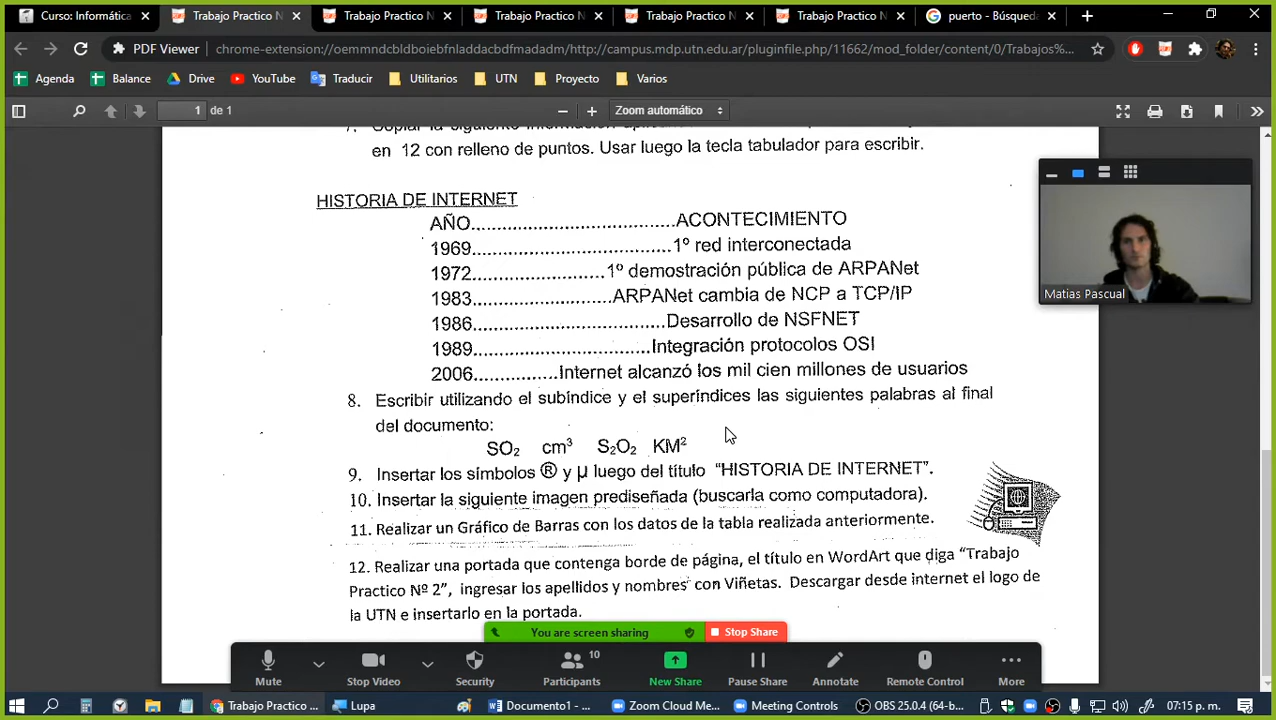 Curso: Informática
Trabajo Practico N
Trabajo Practico N
Trabajo Practico N
Trabajo Practico N
Trabajo Practico N
puerto - Búsqueda
PDF Viewer
chrome-extension://oemmndcbldboiebfnladdacbdfmadadm/http://campus.mdp.utn.edu.ar/pluginfile.php/11662/mod_folder/content/0/Trabajos%...
Agenda
Balance
Drive
YouTube
Traducir
Utilitarios
UTN
Proyecto
Varios
1
de 1
Zoom automático
7. Copiar la siguiente información
en 12 con relleno de puntos. Usar luego la tecla tabulador para escribir.
HISTORIA DE INTERNET
AÑO....................................ACONTECIMIENTO
1969...................................1º red interconectada
1972.......................1º demostración pública de ARPANet
1983........................ARPANet cambia de NCP a TCP/IP
1986..................................Desarrollo de NSFNET
1989...............................Integración protocolos OSI
2006..............Internet alcanzó los mil cien millones de usuarios
8. Escribir utilizando el subíndice y el superíndices las siguientes palabras al final
del documento:
SO₂ cm³ S₂O₂ KM²
9. Insertar los símbolos ® y µ luego del título "HISTORIA DE INTERNET".
10. Insertar la siguiente imagen prediseñada (buscarla como computadora).
11. Realizar un Gráfico de Barras con los datos de la tabla realizada anteriormente.
12. Realizar una portada que contenga borde de página, el título en WordArt que diga "Trabajo
Practico Nº 2", ingresar los apellidos y nombres con Viñetas. Descargar desde internet el logo de
la UTN e insertarlo en la portada.
Matias Pascual
You are screen sharing
Stop Share
Mute
Stop Video
Security
10
Participants
New Share
Pause Share
Annotate
Remote Control
More
Trabajo Practico ...
Lupa
Documento1 - ...
Zoom Cloud Me...
Meeting Controls
OBS 25.0.4 (64-b...
07:15 p. m.